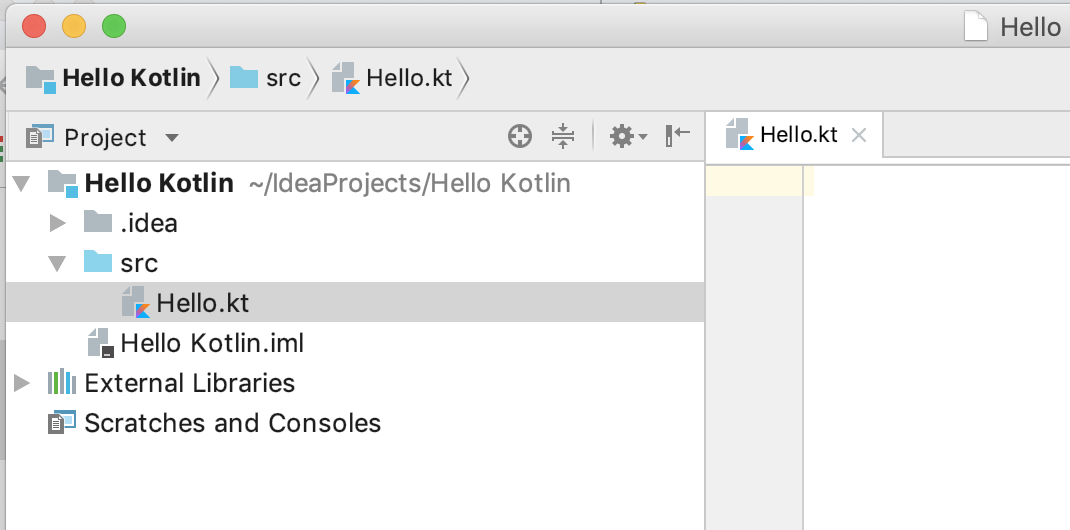 Hello
Hello Kotlin src Hello.kt
Project
Hello.kt
Hello Kotlin ~/IdeaProjects/Hello Kotlin
.idea
src
Hello.kt
Hello Kotlin.iml
External Libraries
Scratches and Consoles